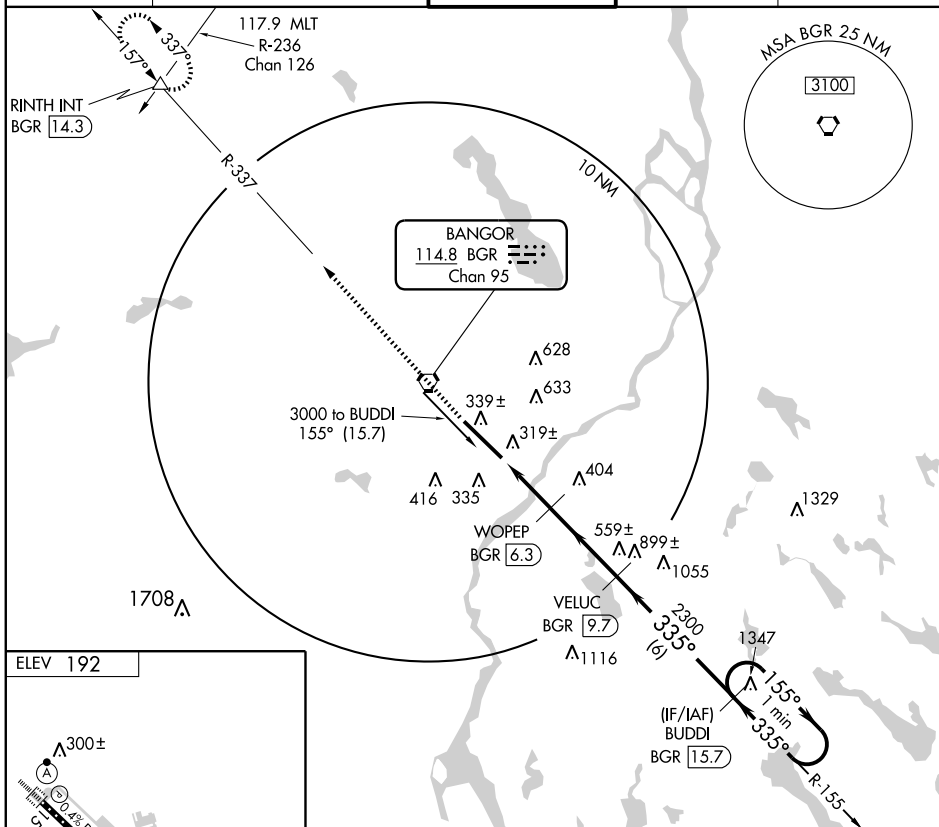 117.9 MLT
R-236
Chan 126
337°
157°
RINTH INT
BGR 14.3
R-337
MSA BGR 25 NM
3100
10 NM
BANGOR
114.8 BGR
Chan 95
628
633
339±
3000 to BUDDI
155° (15.7)
319±
416
335
404
1329
WOPEP
BGR 6.3
559±
899±
1055
1708
VELUC
BGR 9.7
2300
335°
(6)
1116
1347
155°
1 min
335°
(IF/IAF)
BUDDI
BGR 15.7
R-155
ELEV 192
300±
A
P
0.4%
15